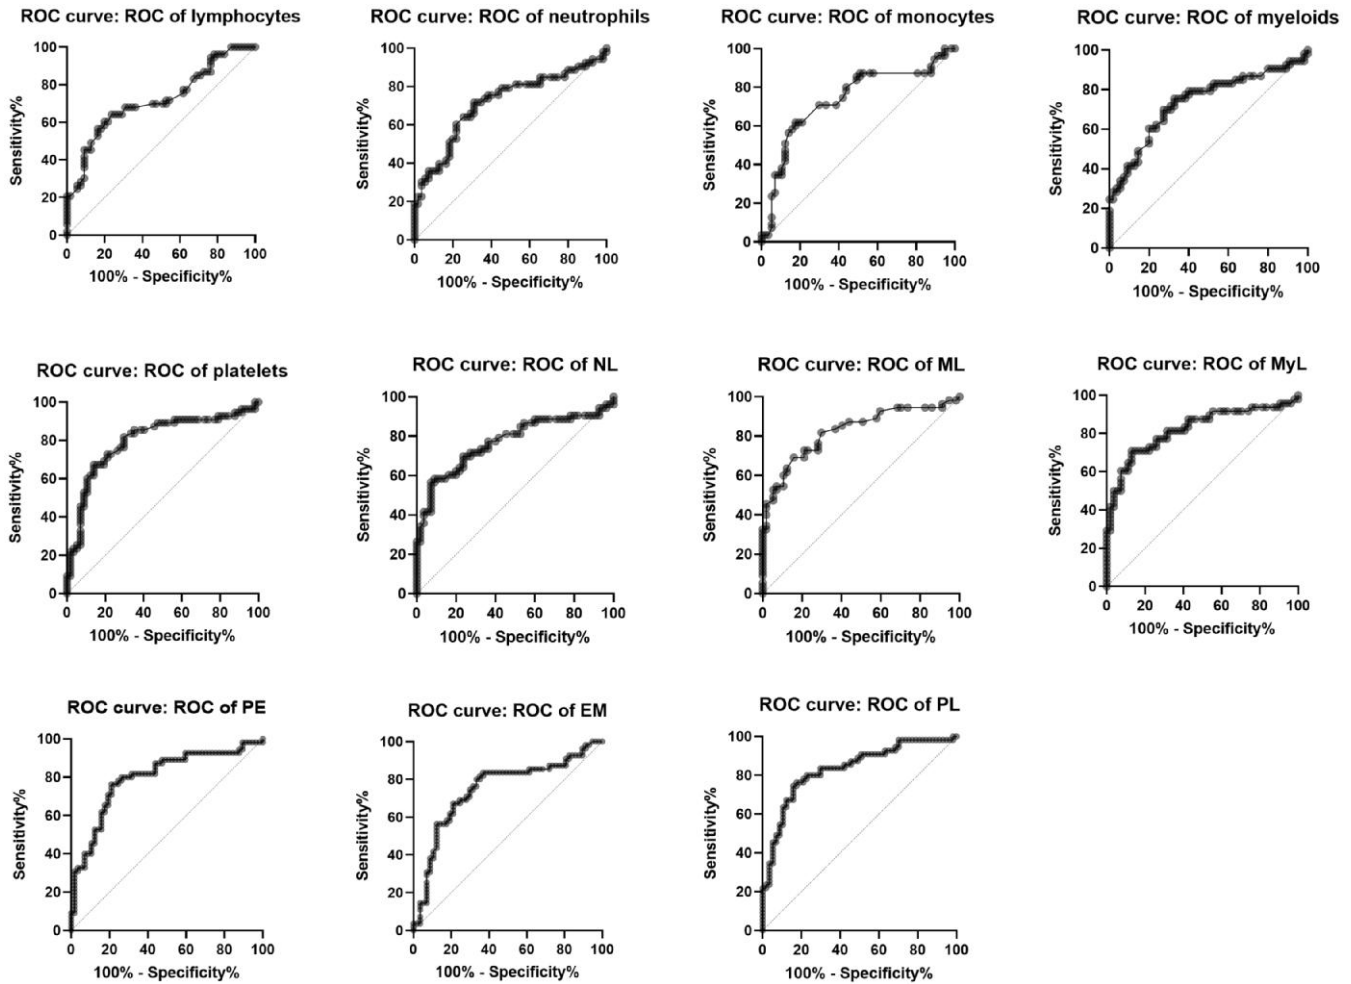 ROC curve: ROC of lymphocytes
100
80
60
40
20
0
Sensitivity%
0 20 40 60 80 100
100% - Specificity%
ROC curve: ROC of neutrophils
100
80
60
40
20
0
Sensitivity%
0 20 40 60 80 100
100% - Specificity%
ROC curve: ROC of monocytes
100
80
60
40
20
0
Sensitivity%
0 20 40 60 80 100
100% - Specificity%
ROC curve: ROC of myeloids
100
80
60
40
20
0
Sensitivity%
0 20 40 60 80 100
100% - Specificity%
ROC curve: ROC of platelets
100
80
60
40
20
0
Sensitivity%
0 20 40 60 80 100
100% - Specificity%
ROC curve: ROC of NL
100
80
60
40
20
0
Sensitivity%
0 20 40 60 80 100
100% - Specificity%
ROC curve: ROC of ML
100
80
60
40
20
0
Sensitivity%
0 20 40 60 80 100
100% - Specificity%
ROC curve: ROC of MyL
100
80
60
40
20
0
Sensitivity%
0 20 40 60 80 100
100% - Specificity%
ROC curve: ROC of PE
100
80
60
40
20
0
Sensitivity%
0 20 40 60 80 100
100% - Specificity%
ROC curve: ROC of EM
100
80
60
40
20
0
Sensitivity%
0 20 40 60 80 100
100% - Specificity%
ROC curve: ROC of PL
100
80
60
40
20
0
Sensitivity%
0 20 40 60 80 100
100% - Specificity%